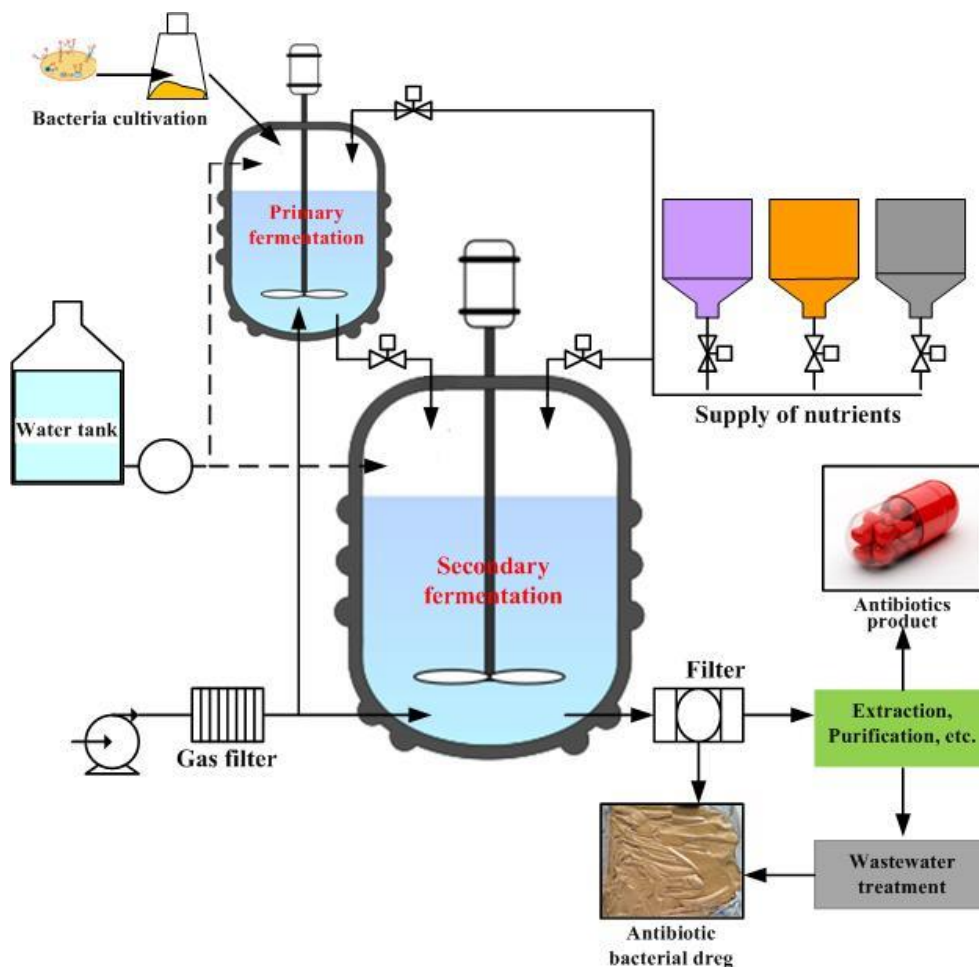 Bacteria cultivation
Primary
fermentation
Water tank
Supply of nutrients
Secondary
fermentation
Antibiotics
product
Gas filter
Filter
Extraction,
Purification, etc.
Wastewater
treatment
Antibiotic
bacterial dreg